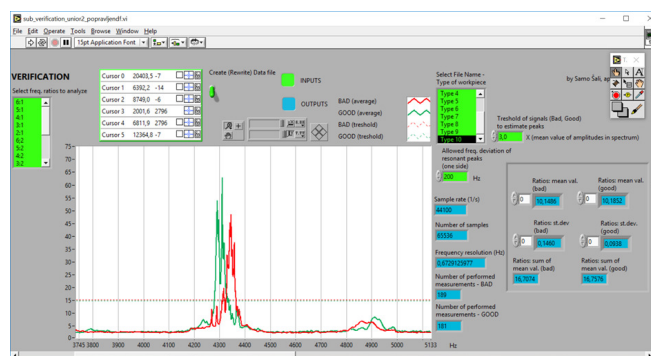 sub_verification_unior2_popravljendf.vi
File Edit Operate Tools Browse Window Help
15pt Application Font
VERIFICATION
Select freq. ratios to analyze
6:1
5:1
4:1
3:1
2:1
6:2
5:2
4:2
3:2
Cursor 0 20403,5 -7
Cursor 1 6392,2 -14
Cursor 2 8749,0 -6
Cursor 3 2001,6 2796
Cursor 4 6811,9 2796
Cursor 5 12364,8 -7
Create (Rewrite) Data file
INPUTS
OUTPUTS
BAD (average)
GOOD (average)
BAD (treshold)
GOOD (treshold)
Select File Name -
Type of workpiece
Type 4
Type 5
Type 6
Type 7
Type 8
Type 9
Type 10
by Samo Šali,
Treshold of signals (Bad, Good)
to estimate peaks
3,0 X (mean value of amplitudes in spectrum)
Allowed freq. deviation of
resonant peaks
(one side)
200 Hz
Sample rate (1/s)
44100
Number of samples
65536
Frequency resolution (Hz)
0,6729125977
Number of performed
measurements - BAD
109
Number of performed
measurements - GOOD
181
Ratios: mean val.
(bad)
0 10,1486
Ratios: mean val.
(good)
0 10,1852
Ratios: st.dev
(bad)
0 0,1460
Ratios: st.dev.
(good)
0 0,0938
Ratios: sum of
mean val. (bad)
16,7074
Ratios: sum of
mean val. (good)
16,7576
75-
70-
65-
60-
55-
50-
45-
40-
35-
30-
25-
20-
15-
10-
5-
0-
3745 3800 3900 4000 4100 4200 4300 4400 4500 4600 4700 4800 4900 5000 5133 Hz